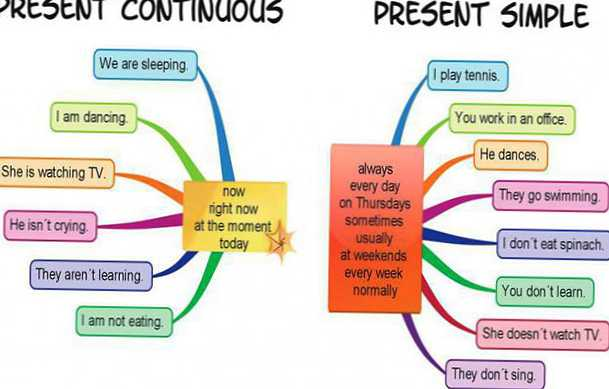 PRESENT CONTINUOUS
We are sleeping.
I am dancing.
She is watching TV.
He isn´t crying.
They aren´t learning.
I am not eating.
now
right now
at the moment
today
PRESENT SIMPLE
always
every day
on Thursdays
sometimes
usually
at weekends
every week
normally
I play tennis.
You work in an office.
He dances.
They go swimming.
I don´t eat spinach.
You don´t learn.
She doesn´t watch TV.
They don´t sing.